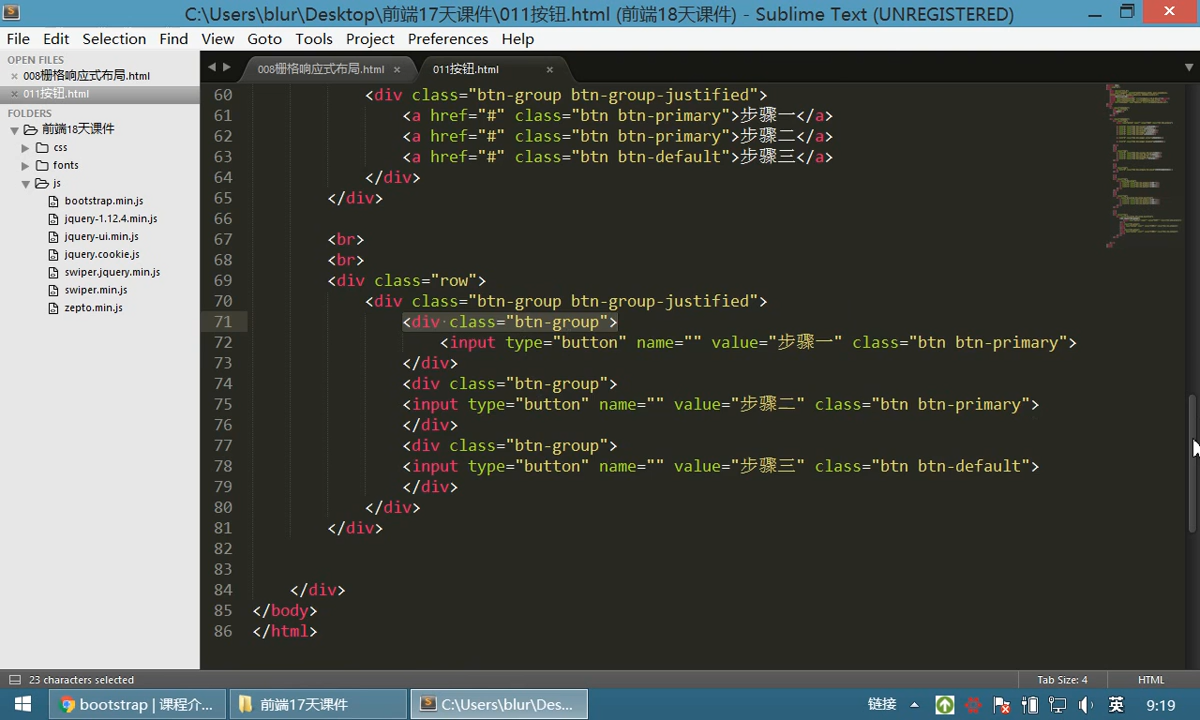 C:\Users\blur\Desktop\前端17天课件\011按钮.html (前端18天课件) - Sublime Text (UNREGISTERED)
File Edit Selection Find View Goto Tools Project Preferences Help
OPEN FILES
008栅格响应式布局.html
011按钮.html
FOLDERS
前端18天课件
css
fonts
js
bootstrap.min.js
jquery-1.12.4.min.js
jquery-ui.min.js
jquery.cookie.js
swiper.jquery.min.js
swiper.min.js
zepto.min.js
008栅格响应式布局.html × 011按钮.html ×
60 <div class="btn-group btn-group-justified">
61 <a href="#" class="btn btn-primary">步骤一</a>
62 <a href="#" class="btn btn-primary">步骤二</a>
63 <a href="#" class="btn btn-default">步骤三</a>
64 </div>
65 </div>
66
67 <br>
68 <br>
69 <div class="row">
70 <div class="btn-group btn-group-justified">
71 <div class="btn-group">
72 <input type="button" name="" value="步骤一" class="btn btn-primary">
73 </div>
74 <div class="btn-group">
75 <input type="button" name="" value="步骤二" class="btn btn-primary">
76 </div>
77 <div class="btn-group">
78 <input type="button" name="" value="步骤三" class="btn btn-default">
79 </div>
80 </div>
81 </div>
82
83
84 </div>
85 </body>
86 </html>
23 characters selected Tab Size: 4 HTML
bootstrap | 课程介... 前端17天课件 C:\Users\blur\Des... 链接 英 9:19